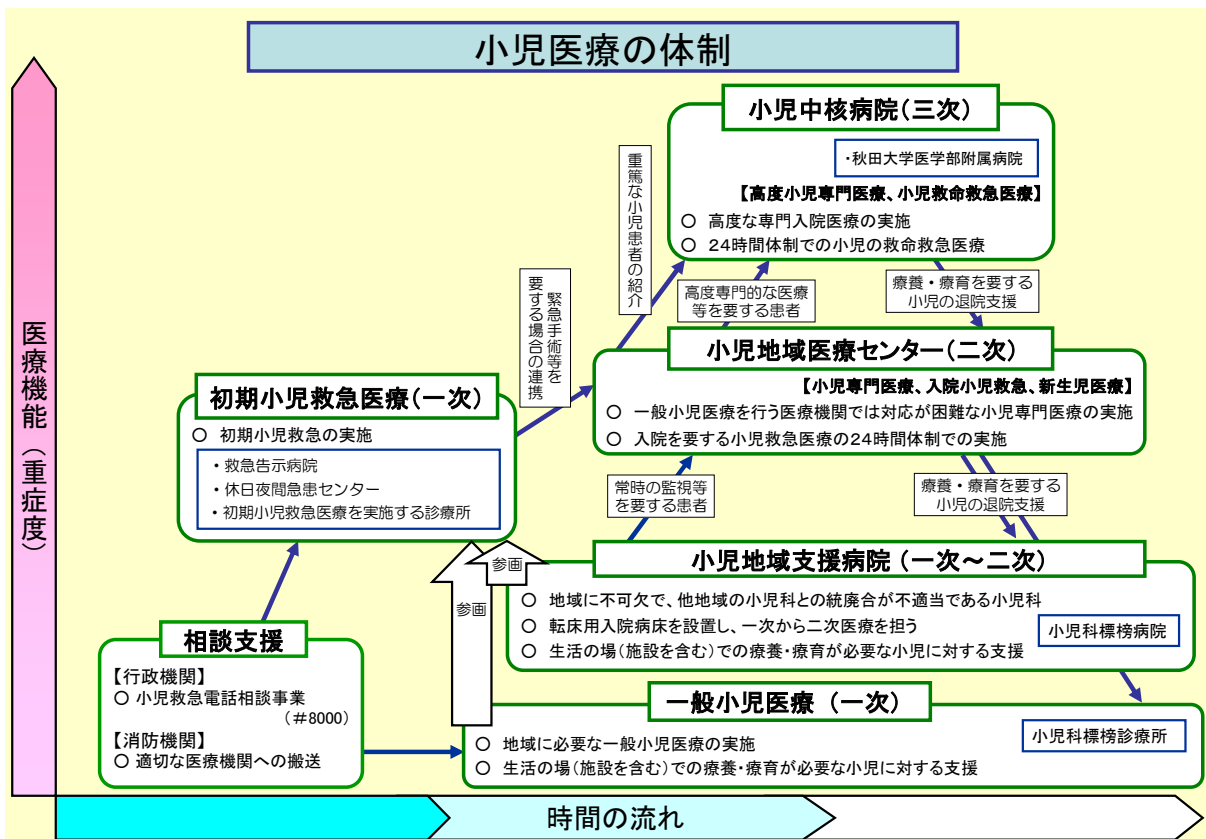 小児医療の体制
医療機能(重症度)
小児中核病院(三次)
・秋田大学医学部附属病院
【高度小児専門医療、小児救命救急医療】
○ 高度な専門入院医療の実施
○ 24時間体制での小児の救命救急医療
重篤な小児患者の紹介
緊急手術等を
要する場合の連携
高度専門的な医療
等を要する患者
療養・療育を要する
小児の退院支援
小児地域医療センター(二次)
【小児専門医療、入院小児救急、新生児医療】
○ 一般小児医療を行う医療機関では対応が困難な小児専門医療の実施
○ 入院を要する小児救急医療の24時間体制での実施
初期小児救急医療(一次)
○ 初期小児救急の実施
・救急告示病院
・休日夜間急患センター
・初期小児救急医療を実施する診療所
常時の監視等
を要する患者
療養・療育を要する
小児の退院支援
参画
参画
小児地域支援病院 (一次~二次)
○ 地域に不可欠で、他地域の小児科との統廃合が不適当である小児科
○ 転床用入院病床を設置し、一次から二次医療を担う
○ 生活の場(施設を含む)での療養・療育が必要な小児に対する支援
小児科標榜病院
相談支援
【行政機関】
○ 小児救急電話相談事業
(#8000)
【消防機関】
○ 適切な医療機関への搬送
一般小児医療 (一次)
○ 地域に必要な一般小児医療の実施
○ 生活の場(施設を含む)での療養・療育が必要な小児に対する支援
小児科標榜診療所
時間の流れ